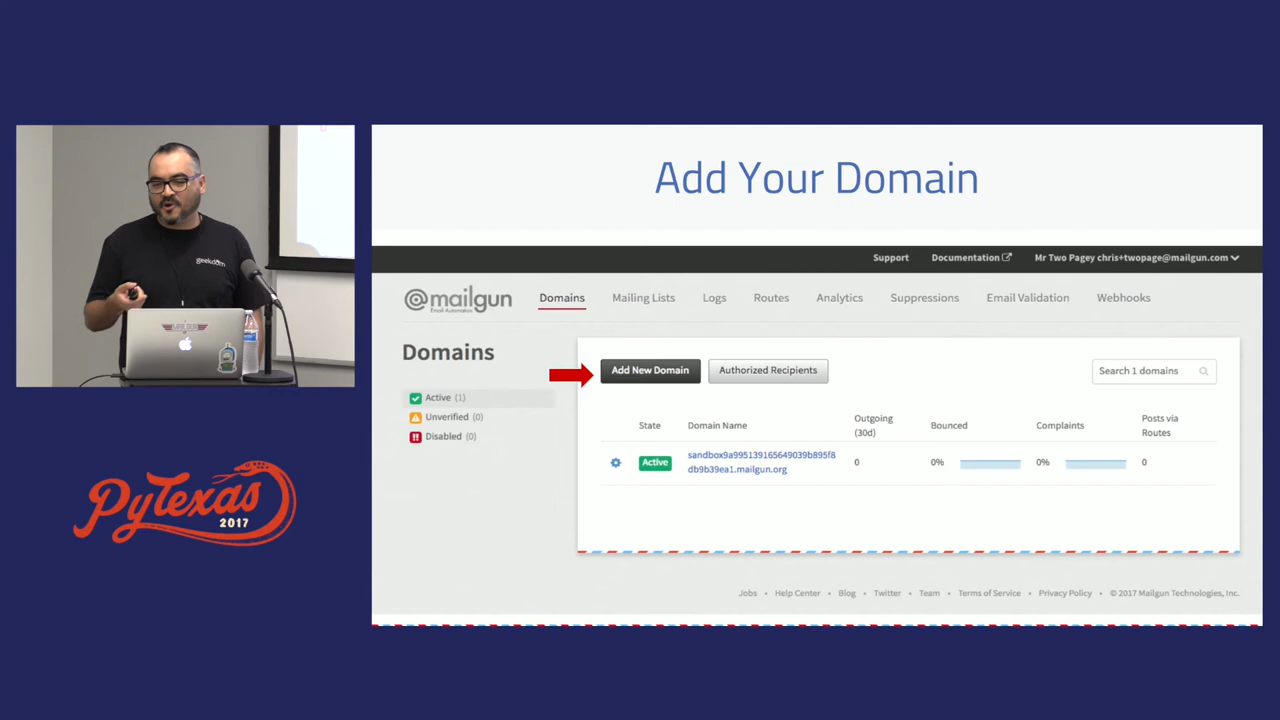 Add Your Domain
Support Documentation Mr Two Pagey chris+twopage@mailgun.com
@mailgun
Email Automation
Domains Mailing Lists Logs Routes Analytics Suppressions Email Validation Webhooks
Domains
Active (1)
Unverified (0)
Disabled (0)
Add New Domain Authorized Recipients Search 1 domains
State Domain Name Outgoing (30d) Bounced Complaints Posts via Routes
Active sandbox9a995139165649039b895f8 0 0% 0% 0
db9b39ea1.mailgun.org
Jobs • Help Center • Blog • Twitter • Team • Terms of Service • Privacy Policy • © 2017 Mailgun Technologies, Inc.
geekdom
PyTexas
2017